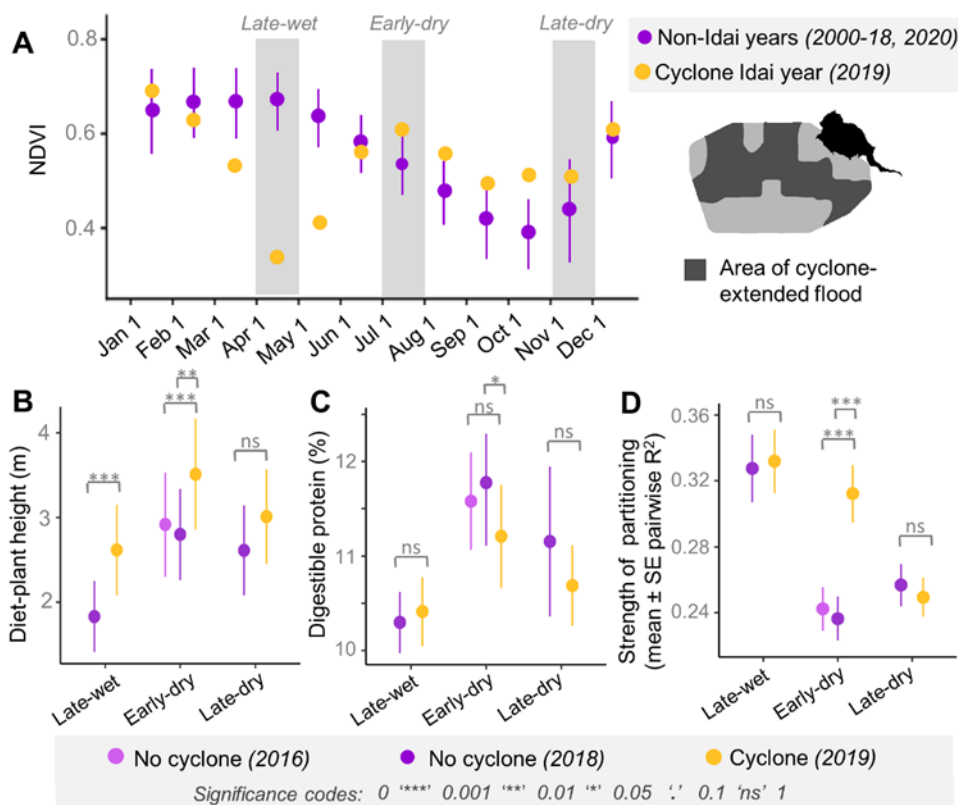 A
Late-wet
Early-dry
Late-dry
Non-Idai years (2000-18, 2020)
Cyclone Idai year (2019)
NDVI
0.8
0.6
0.4
Jan 1
Feb 1
Mar 1
Apr 1
May 1
Jun 1
Jul 1
Aug 1
Sep 1
Oct 1
Nov 1
Dec 1
Area of cyclone-
extended flood
B
Diet-plant height (m)
4
3
2
***
***
**
ns
Late-wet
Early-dry
Late-dry
C
Digestible protein (%)
12
11
10
ns
ns
*
ns
Late-wet
Early-dry
Late-dry
D
Strength of partitioning
(mean ± SE pairwise R²)
0.36
0.32
0.28
0.24
ns
***
***
ns
Late-wet
Early-dry
Late-dry
No cyclone (2016)
No cyclone (2018)
Cyclone (2019)
Significance codes: 0 ‘***’ 0.001 ‘**’ 0.01 ‘*’ 0.05 ‘.’ 0.1 ‘ns’ 1